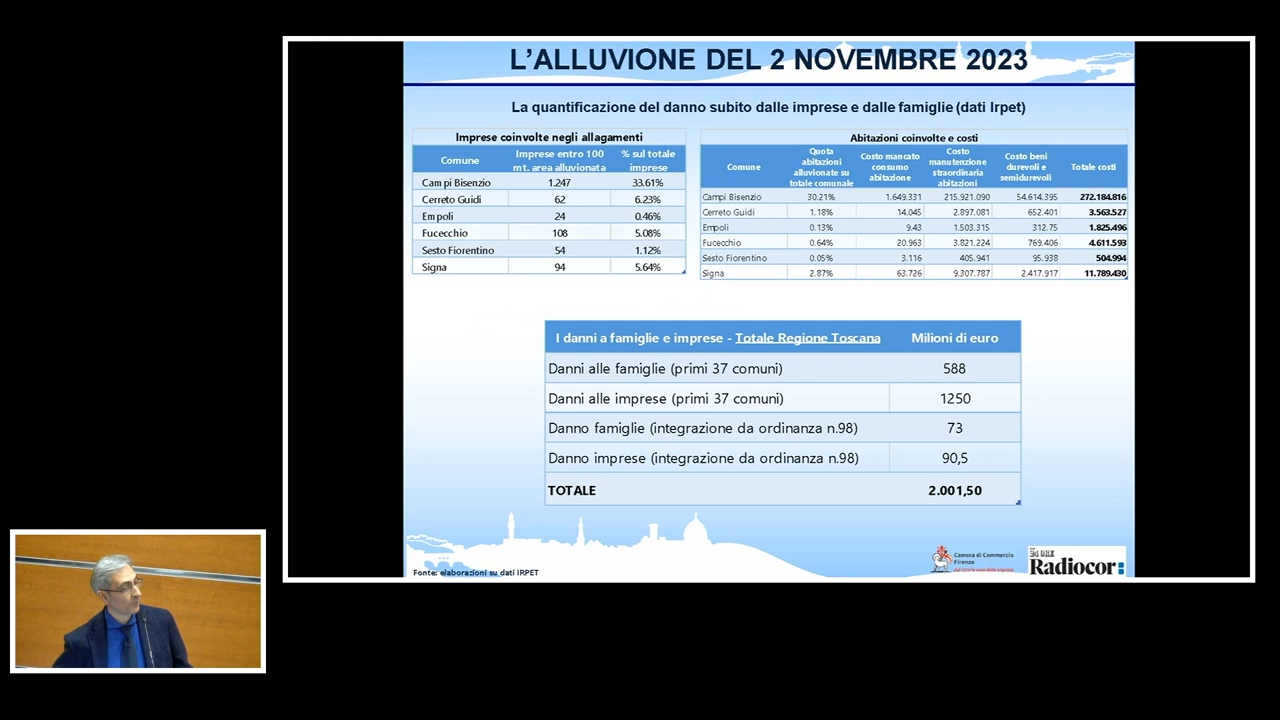 L'ALLUVIONE DEL 2 NOVEMBRE 2023
La quantificazione del danno subito dalle imprese e dalle famiglie (dati Irpet)
Imprese coinvolte negli allagamenti
Comune | Imprese entro 100 mt. area alluvionata | % sul totale imprese
Campi Bisenzio 1.247 33.61%
Cerreto Guidi 62 6.23%
Empoli 24 0.46%
Fucecchio 108 5.08%
Sesto Fiorentino 54 1.12%
Signa 94 5.64%
Abitazioni coinvolte e costi
Comune | Quota abitazioni alluvionate su totale comunale | Costo mancato consumo abitazione | Costo manutenzione straordinaria abitazioni | Costo beni durevoli e semidurevoli | Totale costi
Campi Bisenzio 30.21% 1.649.331 215.921.090 54.614.395 272.184.816
Cerreto Guidi 1.18% 14.045 2.897.081 652.401 3.563.527
Empoli 0.13% 9.43 1.503.315 312.75 1.825.496
Fucecchio 0.64% 20.963 3.821.224 769.406 4.611.593
Sesto Fiorentino 0.05% 3.116 405.941 95.938 504.994
Signa 2.87% 63.726 9.307.787 2.417.917 11.789.430
I danni a famiglie e imprese - Totale Regione Toscana Milioni di euro
Danni alle famiglie (primi 37 comuni) 588
Danni alle imprese (primi 37 comuni) 1250
Danno famiglie (integrazione da ordinanza n.98) 73
Danno imprese (integrazione da ordinanza n.98) 90,5
TOTALE 2.001,50
Fonte: elaborazioni su dati IRPET
Camera di Commercio
Firenze
24 ORE
Radiocor